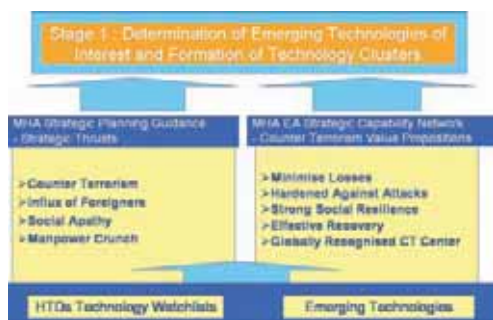 Stage 1 : Determination of Emerging Technologies of
Interest and Formation of Technology Clusters
MHA Strategic Planning Guidance
- Strategic Thrusts
➢Counter Terrorism
➢Influx of Foreigners
➢Social Apathy
➢Manpower Crunch
MHA EA Strategic Capability Network
- Counter Terrorism Value Propositions
➢Minimise Losses
➢Hardened Against Attacks
➢Strong Social Resilience
➢Effective Recovery
➢Globally Recognised CT Center
HTDs Technology Watchlists
Emerging Technologies